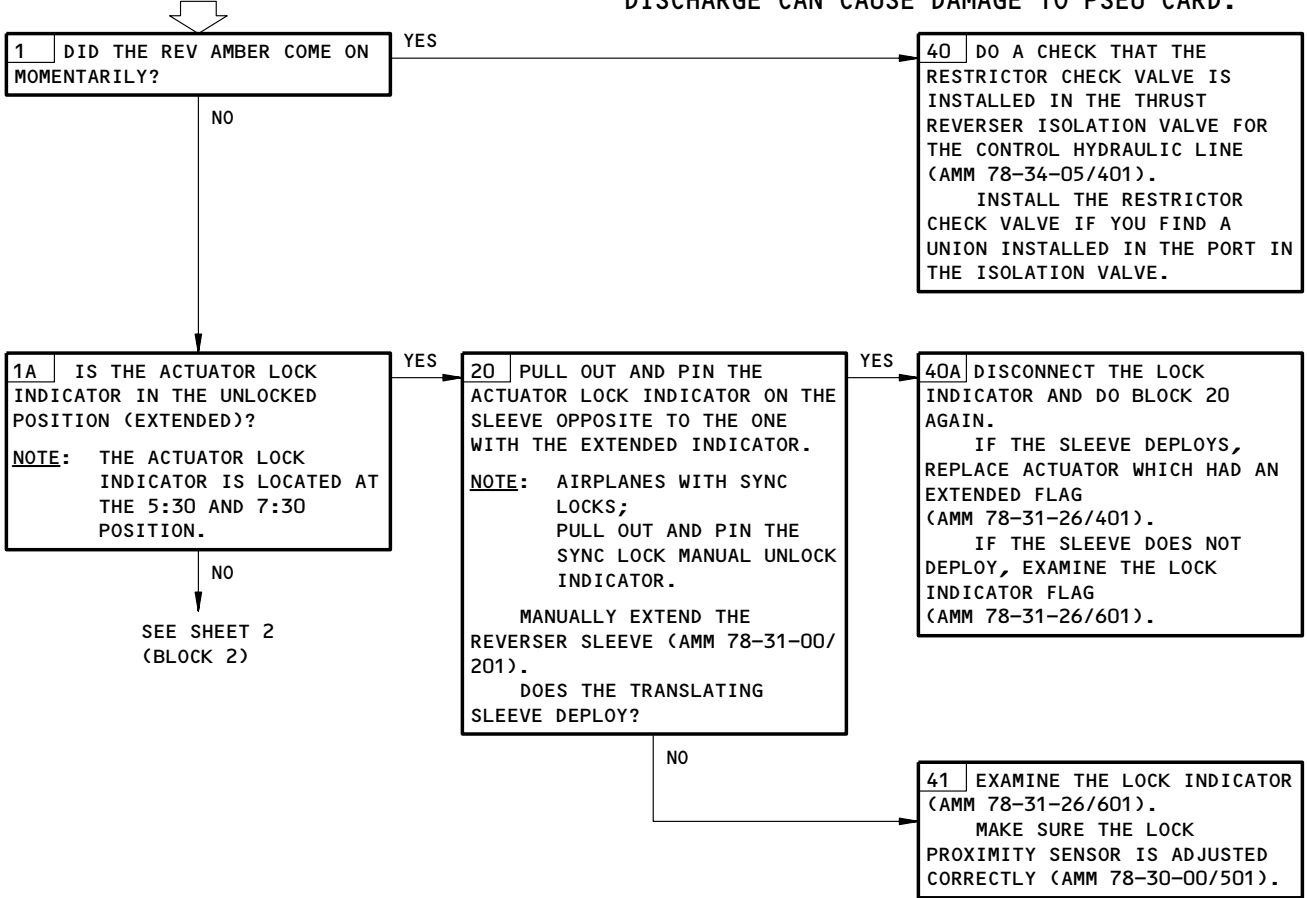 DISCHARGE CAN CAUSE DAMAGE TO PSEU CARD.
1 DID THE REV AMBER COME ON
MOMENTARILY?
YES
NO
40 DO A CHECK THAT THE
RESTRICTOR CHECK VALVE IS
INSTALLED IN THE THRUST
REVERSER ISOLATION VALVE FOR
THE CONTROL HYDRAULIC LINE
(AMM 78-34-05/401).
INSTALL THE RESTRICTOR
CHECK VALVE IF YOU FIND A
UNION INSTALLED IN THE PORT IN
THE ISOLATION VALVE.
1A IS THE ACTUATOR LOCK
INDICATOR IN THE UNLOCKED
POSITION (EXTENDED)?
NOTE: THE ACTUATOR LOCK
INDICATOR IS LOCATED AT
THE 5:30 AND 7:30
POSITION.
YES
NO
SEE SHEET 2
(BLOCK 2)
20 PULL OUT AND PIN THE
ACTUATOR LOCK INDICATOR ON THE
SLEEVE OPPOSITE TO THE ONE
WITH THE EXTENDED INDICATOR.
NOTE: AIRPLANES WITH SYNC
LOCKS;
PULL OUT AND PIN THE
SYNC LOCK MANUAL UNLOCK
INDICATOR.
MANUALLY EXTEND THE
REVERSER SLEEVE (AMM 78-31-00/
201).
DOES THE TRANSLATING
SLEEVE DEPLOY?
YES
NO
40A DISCONNECT THE LOCK
INDICATOR AND DO BLOCK 20
AGAIN.
IF THE SLEEVE DEPLOYS,
REPLACE ACTUATOR WHICH HAD AN
EXTENDED FLAG
(AMM 78-31-26/401).
IF THE SLEEVE DOES NOT
DEPLOY, EXAMINE THE LOCK
INDICATOR FLAG
(AMM 78-31-26/601).
41 EXAMINE THE LOCK INDICATOR
(AMM 78-31-26/601).
MAKE SURE THE LOCK
PROXIMITY SENSOR IS ADJUSTED
CORRECTLY (AMM 78-30-00/501).